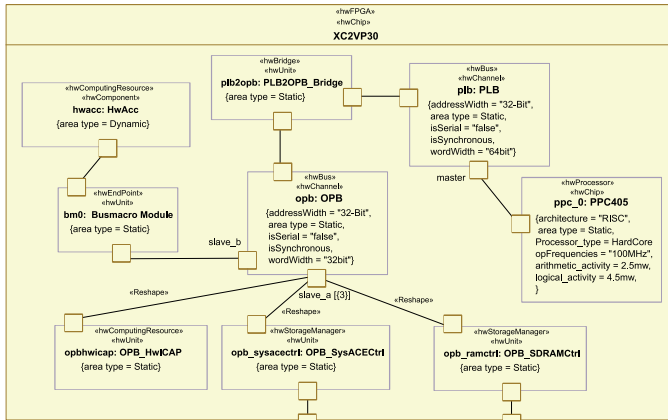 «hwFPGA»
«hwChip»
XC2VP30
«hwComputingResource»
«hwComponent»
hwacc: HwAcc
{area type = Dynamic}
«hwBridge»
«hwUnit»
plb2opb: PLB2OPB_Bridge
{area type = Static}
«hwBus»
«hwChannel»
plb: PLB
{addressWidth = "32-Bit",
area type = Static,
isSerial = "false",
isSynchronous,
wordWidth = "64bit"}
master
«hwEndPoint»
«hwUnit»
bm0: Busmacro Module
{area type = Static}
slave_b
«hwBus»
«hwChannel»
opb: OPB
{addressWidth = "32-Bit",
area type = Static,
isSerial = "false",
isSynchronous,
wordWidth = "32bit"}
«hwProcessor»
«hwChip»
ppc_0: PPC405
{architecture = "RISC",
area type = Static,
Processor_type = HardCore
opFrequencies = "100MHz",
arithmetic_activity = 2.5mw,
logical_activity = 4.5mw,
}
slave_a [{3}]
«Reshape»
«Reshape»
«Reshape»
«hwComputingResource»
«hwUnit»
opbhwicap: OPB_HwICAP
{area type = Static}
«hwStorageManager»
«hwUnit»
opb_sysacectrl: OPB_SysACECtrl
{area type = Static}
«hwStorageManager»
«hwUnit»
opb_ramctrl: OPB_SDRAMCtrl
{area type = Static}